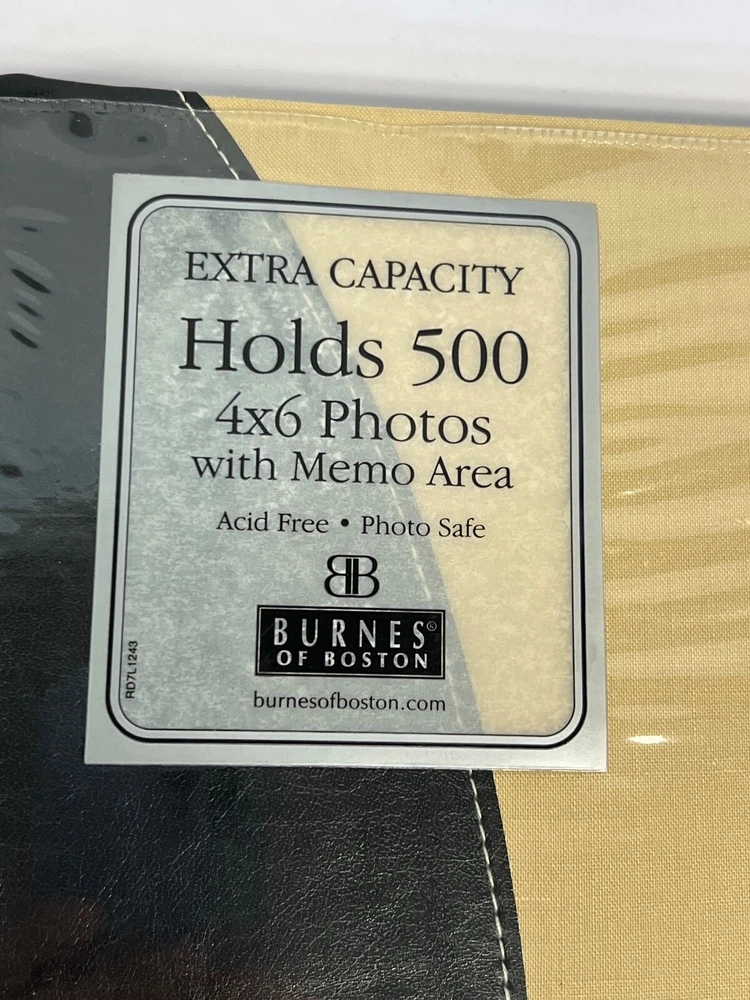 EXTRA CAPACITY
Holds 500
4x6 Photos
with Memo Area
Acid Free • Photo Safe
BB
BURNES®
OF BOSTON
burnesofboston.com
RD7L1243